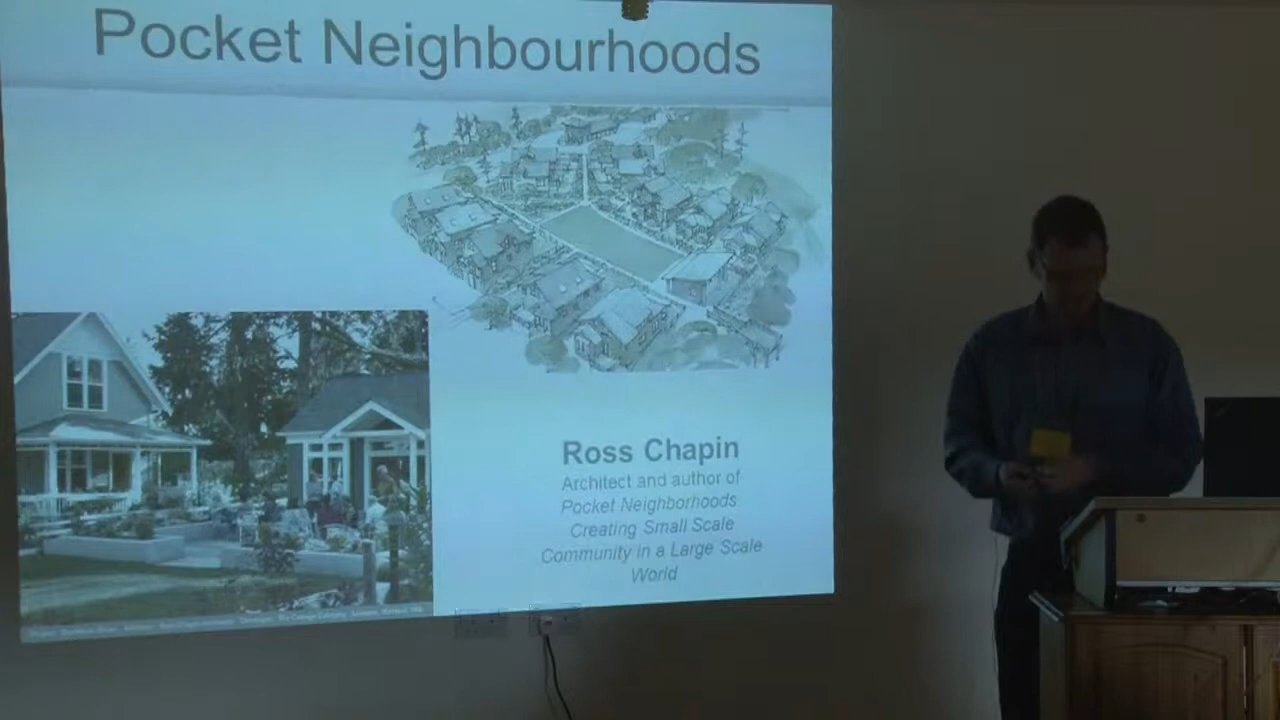 Pocket Neighbourhoods
Ross Chapin
Architect and author of
Pocket Neighborhoods
Creating Small Scale
Community in a Large Scale
World